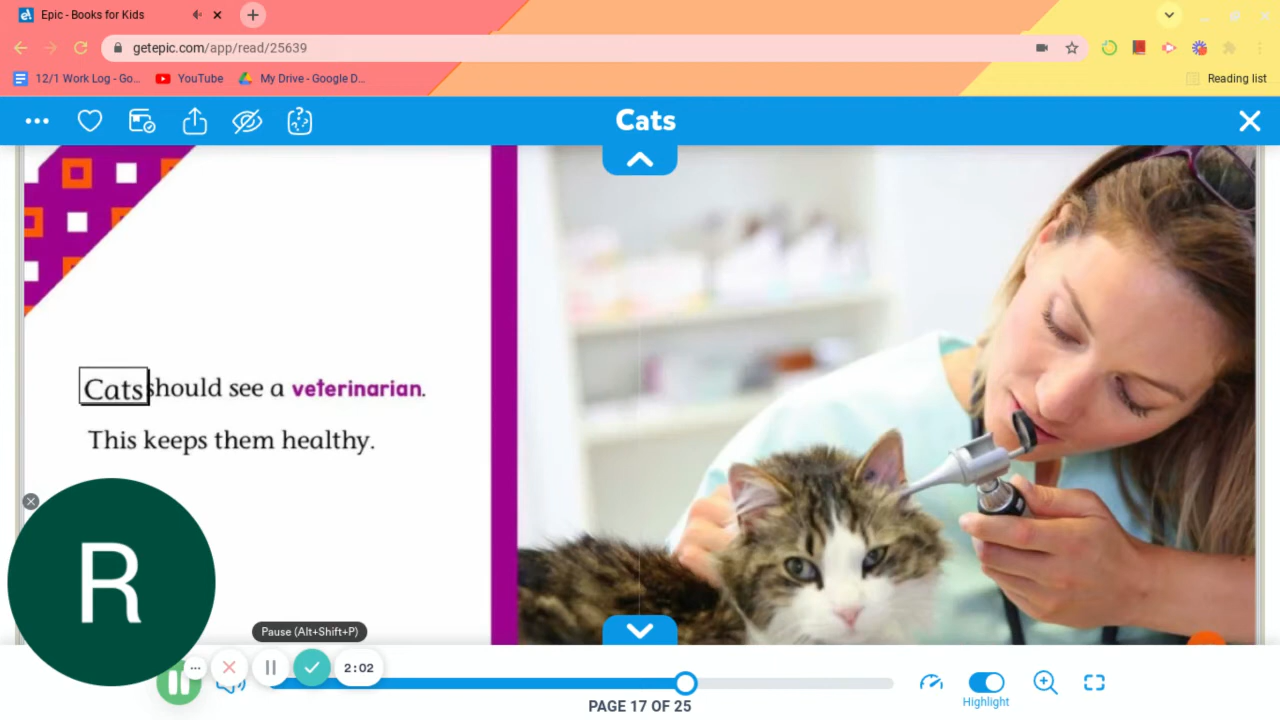 Epic - Books for Kids
getepic.com/app/read/25639
12/1 Work Log - Go...
YouTube
My Drive - Google D...
Reading list
Cats
Cats should see a veterinarian.
This keeps them healthy.
R
Pause (Alt+Shift+P)
2:02
PAGE 17 OF 25
Highlight